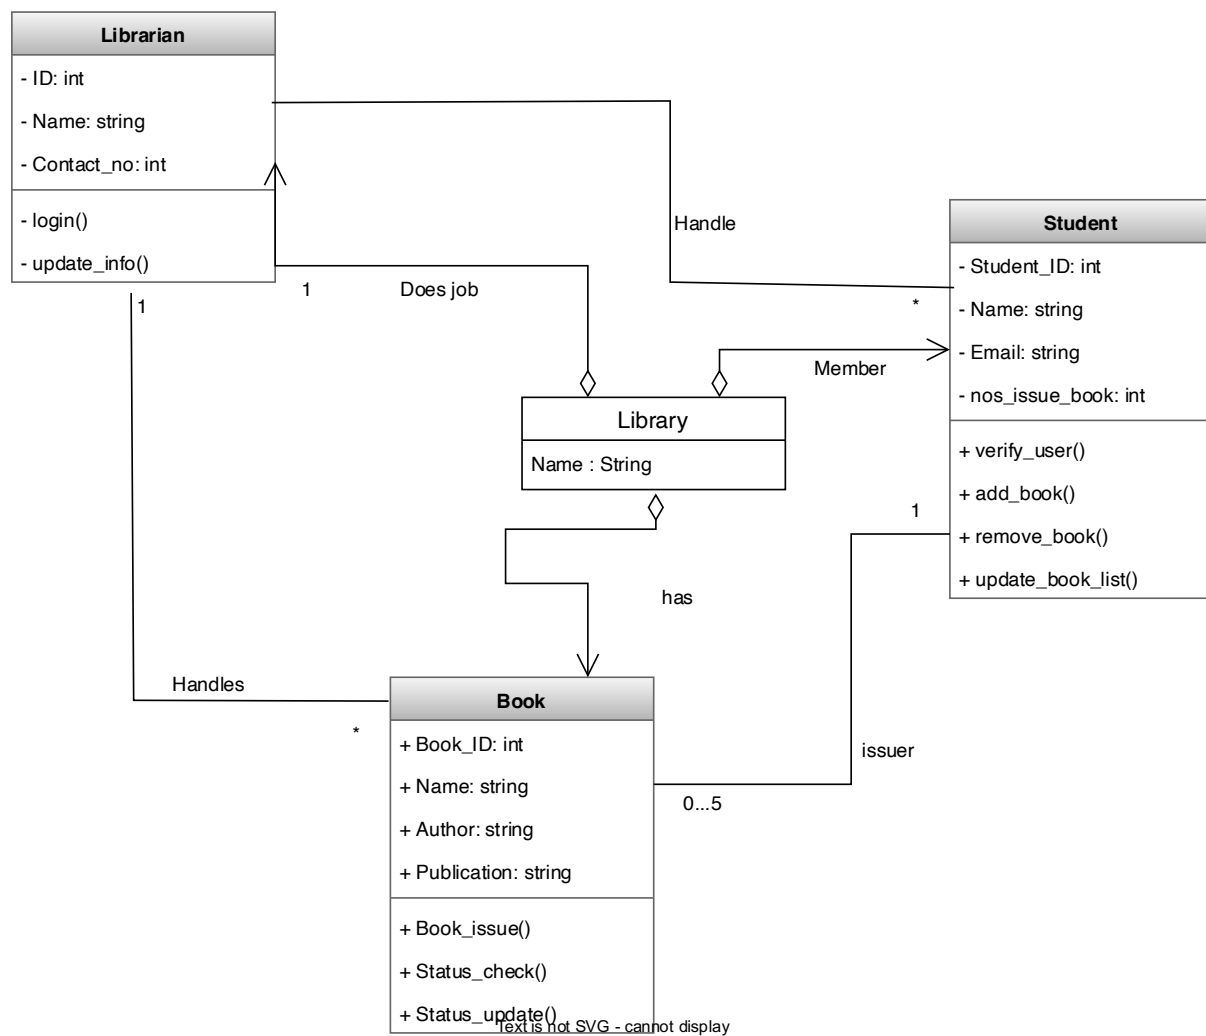 Librarian
- ID: int
- Name: string
- Contact_no: int
- login()
- update_info()
1
1
Does job
Handle
*
Student
- Student_ID: int
- Name: string
- Email: string
- nos_issue_book: int
+ verify_user()
+ add_book()
+ remove_book()
+ update_book_list()
Member
Library
Name : String
1
has
Handles
*
issuer
0...5
Book
+ Book_ID: int
+ Name: string
+ Author: string
+ Publication: string
+ Book_issue()
+ Status_check()
+ Status_update()
Text is not SVG - cannot display